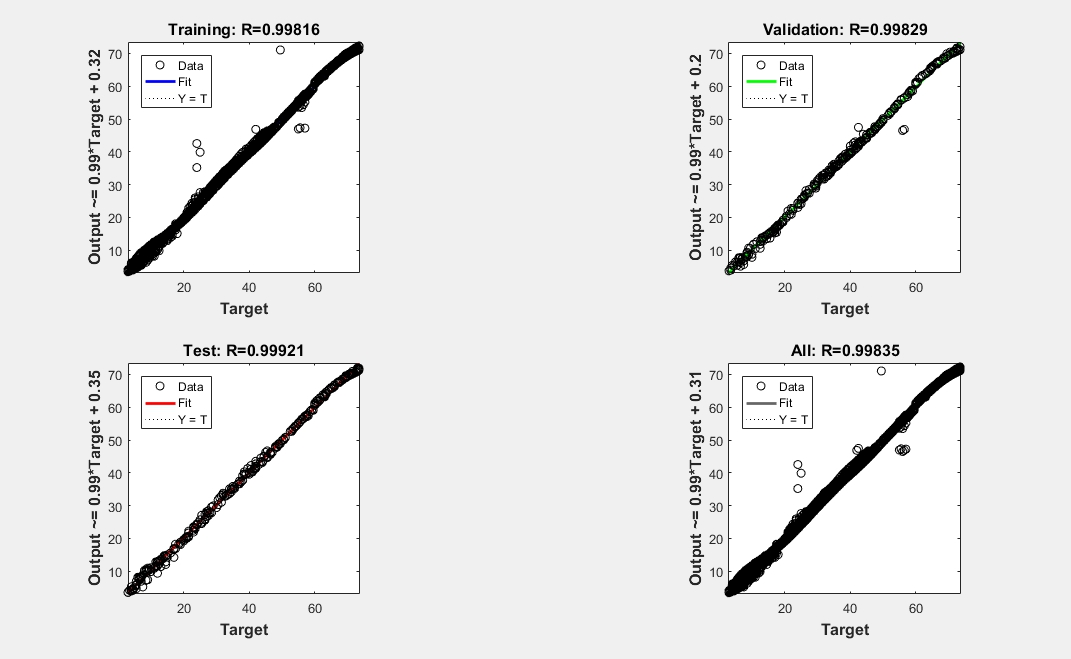 Training: R=0.99816
Output ~= 0.99*Target + 0.32
70
60
50
40
30
20
10
Data
Fit
Y = T
20 40 60
Target
Validation: R=0.99829
Output ~= 0.99*Target + 0.2
70
60
50
40
30
20
10
Data
Fit
Y = T
20 40 60
Target
Test: R=0.99921
Output ~= 0.99*Target + 0.35
70
60
50
40
30
20
10
Data
Fit
Y = T
20 40 60
Target
All: R=0.99835
Output ~= 0.99*Target + 0.31
70
60
50
40
30
20
10
Data
Fit
Y = T
20 40 60
Target